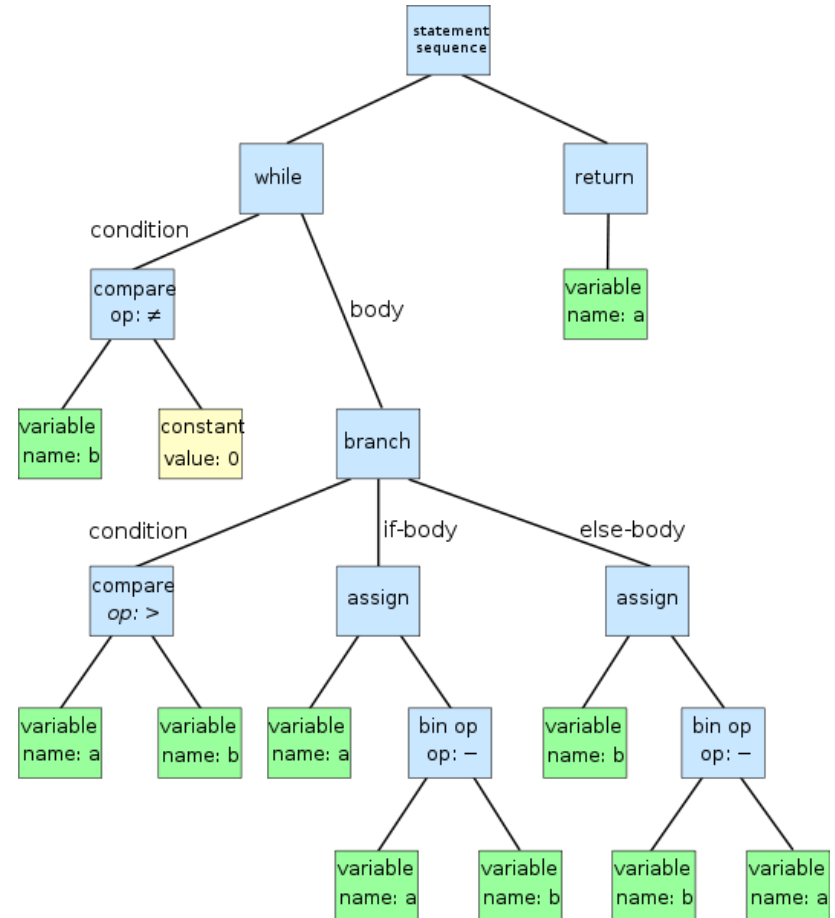 statement
sequence
while
return
condition
compare
op: ≠
body
variable
name: a
variable
name: b
constant
value: 0
branch
condition
if-body
else-body
compare
op: >
assign
assign
variable
name: a
variable
name: b
variable
name: a
bin op
op: −
variable
name: b
bin op
op: −
variable
name: a
variable
name: b
variable
name: b
variable
name: a